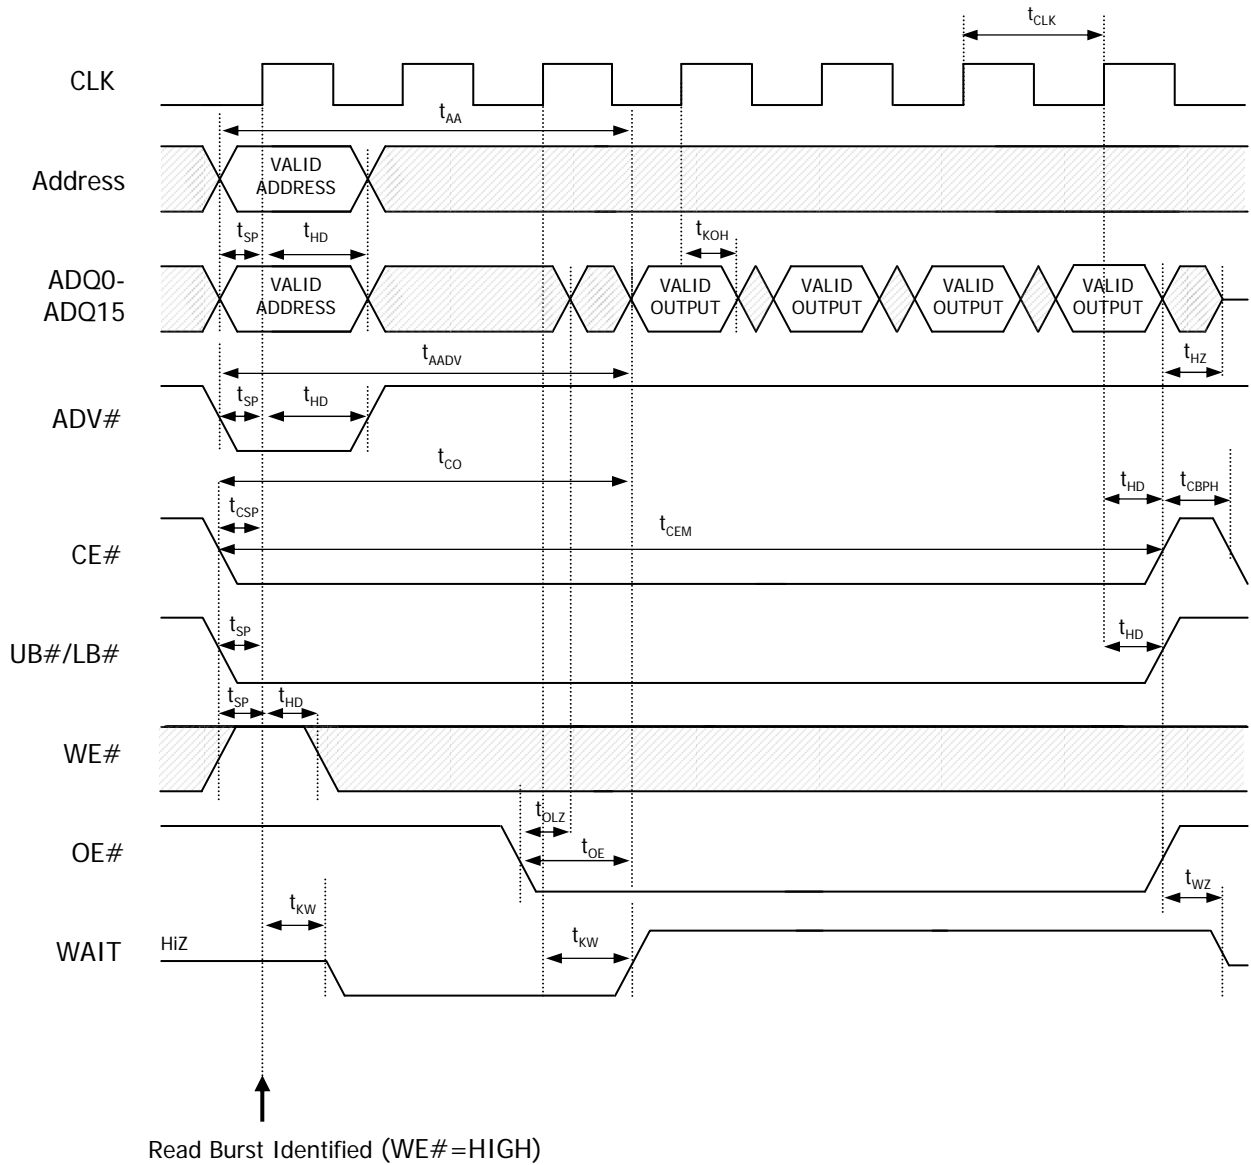 tCLK
CLK
tAA
Address
VALID
ADDRESS
tSP
tHD
tKOH
ADQ0-
ADQ15
VALID
ADDRESS
VALID
OUTPUT
VALID
OUTPUT
VALID
OUTPUT
VALID
OUTPUT
tAADV
tHZ
ADV#
tSP
tHD
tCO
tHD
tCBPH
tCSP
tCEM
CE#
UB#/LB#
tSP
tHD
tSP
tHD
WE#
tOLZ
OE#
tOE
tWZ
tKW
WAIT
HiZ
tKW
Read Burst Identified (WE#=HIGH)